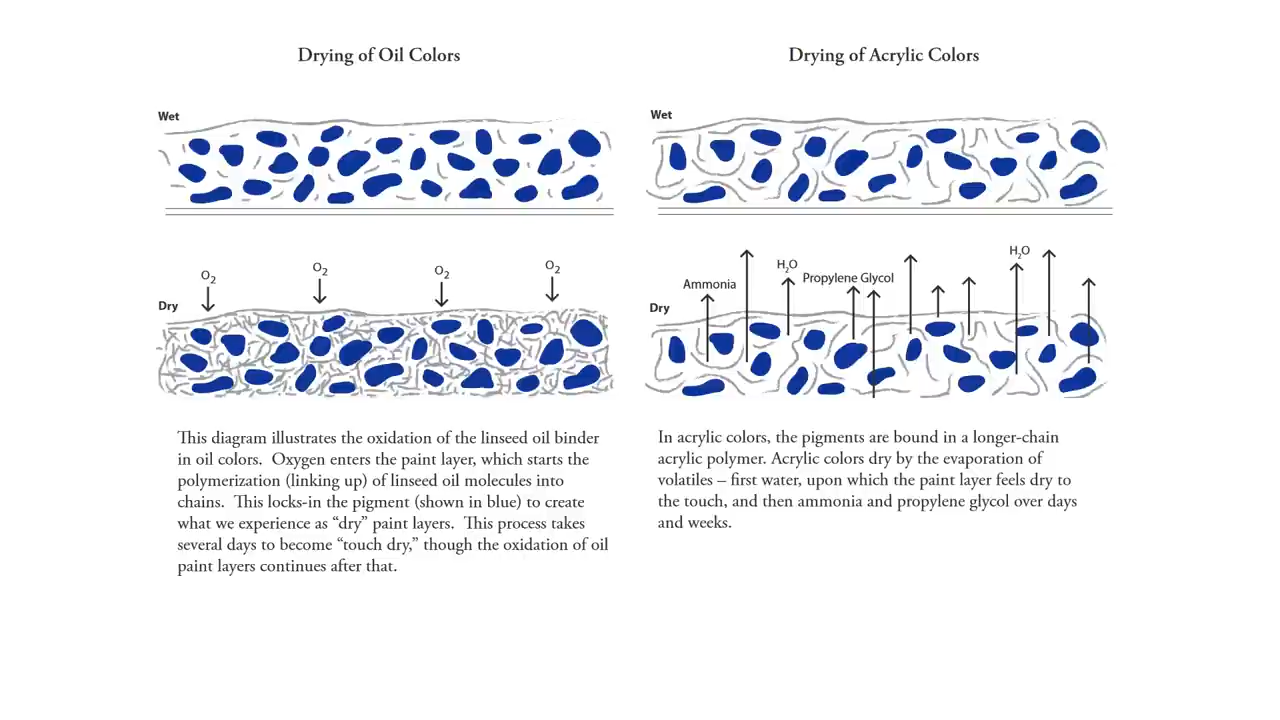 Drying of Oil Colors
Wet
O2
O2
O2
O2
Dry
This diagram illustrates the oxidation of the linseed oil binder
in oil colors.  Oxygen enters the paint layer, which starts the
polymerization (linking up) of linseed oil molecules into
chains.  This locks-in the pigment (shown in blue) to create
what we experience as “dry” paint layers.  This process takes
several days to become “touch dry,” though the oxidation of oil
paint layers continues after that.
Drying of Acrylic Colors
Wet
Ammonia
H2O
Propylene Glycol
H2O
Dry
In acrylic colors, the pigments are bound in a longer-chain
acrylic polymer. Acrylic colors dry by the evaporation of
volatiles – first water, upon which the paint layer feels dry to
the touch, and then ammonia and propylene glycol over days
and weeks.